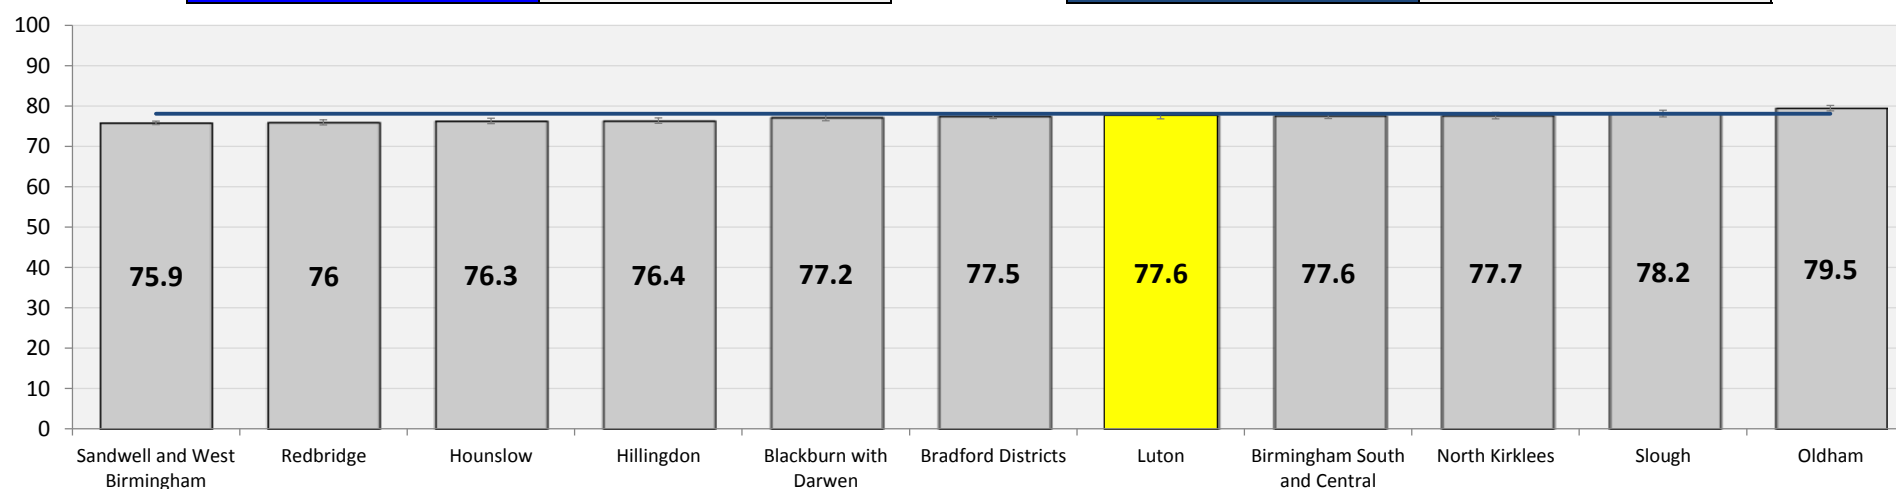 100
90
80
70
60
50
40
30
20
10
0
75.9
76
76.3
76.4
77.2
77.5
77.6
77.6
77.7
78.2
79.5
Sandwell and West
Birmingham
Redbridge
Hounslow
Hillingdon
Blackburn with
Darwen
Bradford Districts
Luton
Birmingham South
and Central
North Kirklees
Slough
Oldham